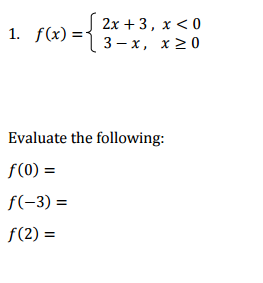 1. f(x) = { 2x + 3 , x < 0
3 − x , x ≥ 0
Evaluate the following:
f(0) =
f(−3) =
f(2) =